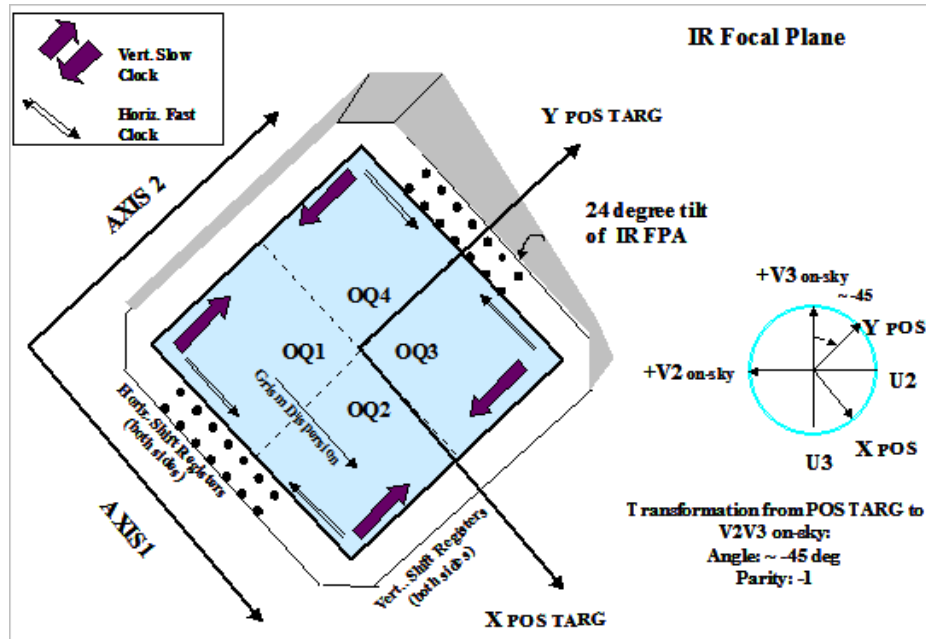 IR Focal Plane
Vert. Slow
Clock
Horiz. Fast
Clock
Y POS TARG
AXIS 2
24 degree tilt
of IR FPA
OQ4
OQ1
OQ3
OQ2
Grism Dispersion
Horiz. Shift Registers
(both sides)
AXIS1
Vert.. Shift Registers
(both sides)
X POS TARG
+V3 on-sky
~ -45
Y POS
+V2 on-sky
U2
X POS
U3
Transformation from POS TARG to
V2V3 on-sky:
Angle: ~ -45 deg
Parity: -1